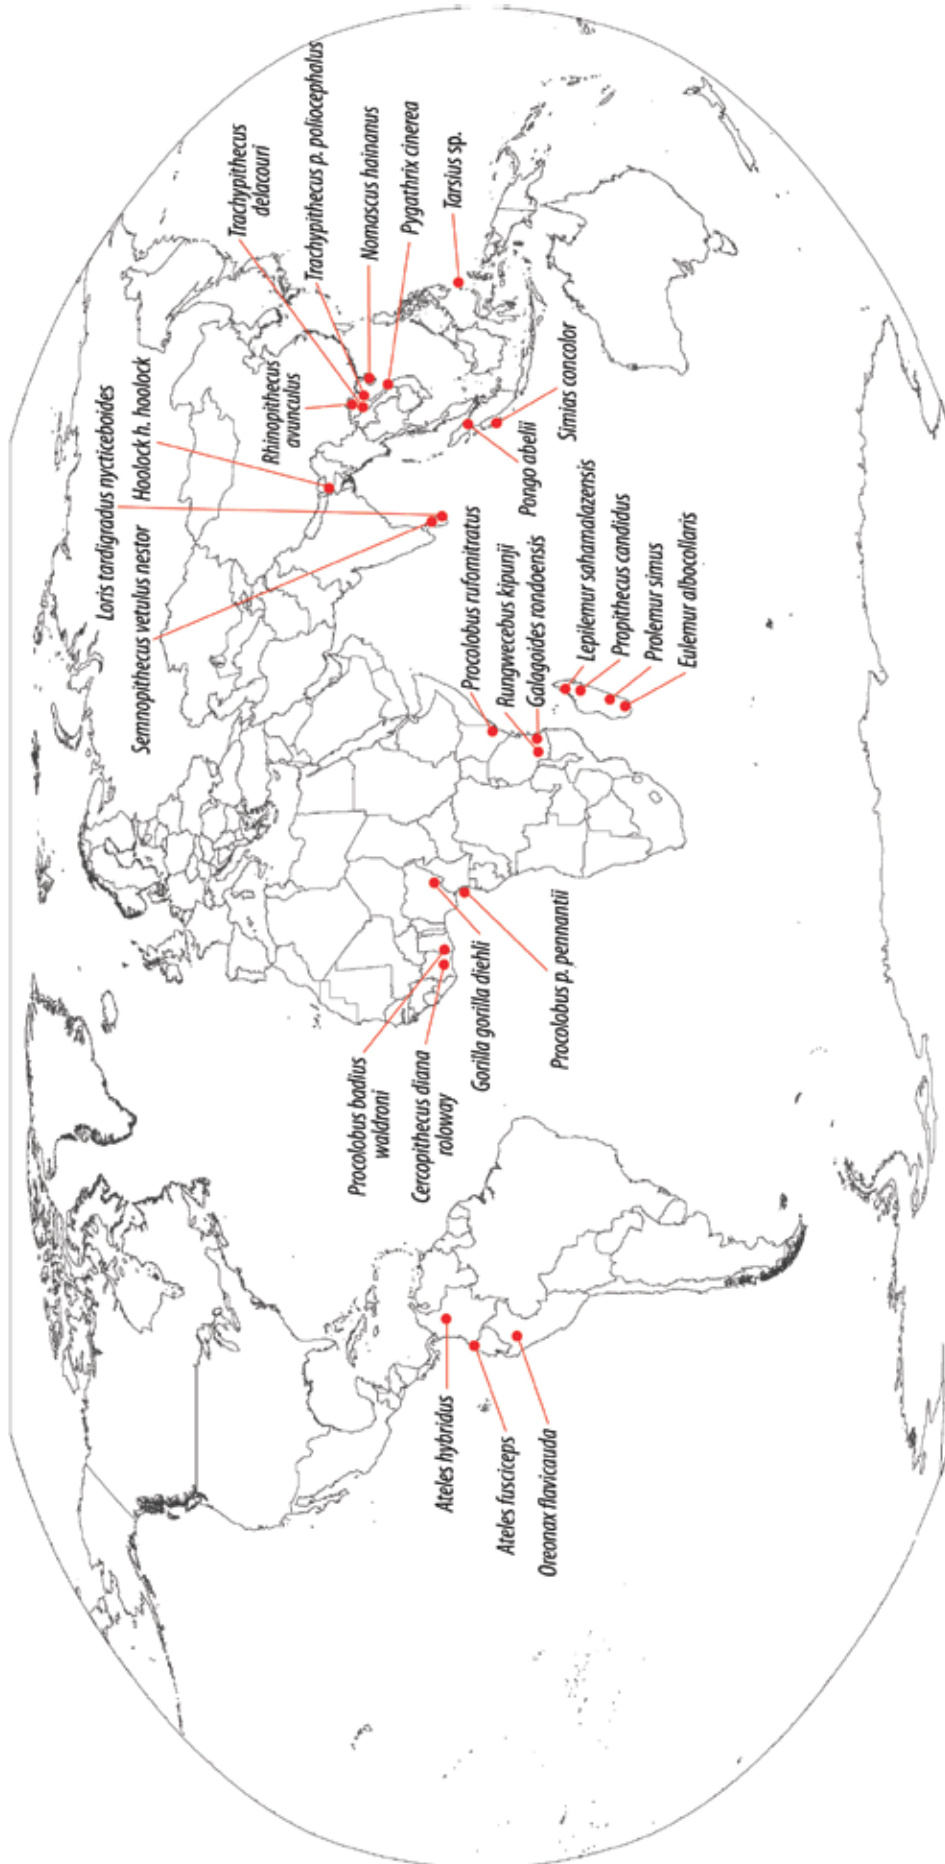 Trachypithecus
delacouri
Trachypithecus p. poliocephalus
Nomascus hainanus
Pygathrix cinerea
Tarsius sp.
Rhinopithecus
avunculus
Loris tardigradus nycticeboides
Hoolock h. hoolock
Semnopithecus vetulus nestor
Pongo abelii
Simias concolor
Procolobus rufomitratus
Rungwecebus kipunji
Galagoides rondoensis
Lepilemur sahamalazensis
Propithecus candidus
Prolemur simus
Eulemur albocollaris
Procolobus badius
waldroni
Cercopithecus diana
roloway
Gorilla gorilla diehli
Procolobus p. pennantii
Ateles hybridus
Ateles fusciceps
Oreonax flavicauda